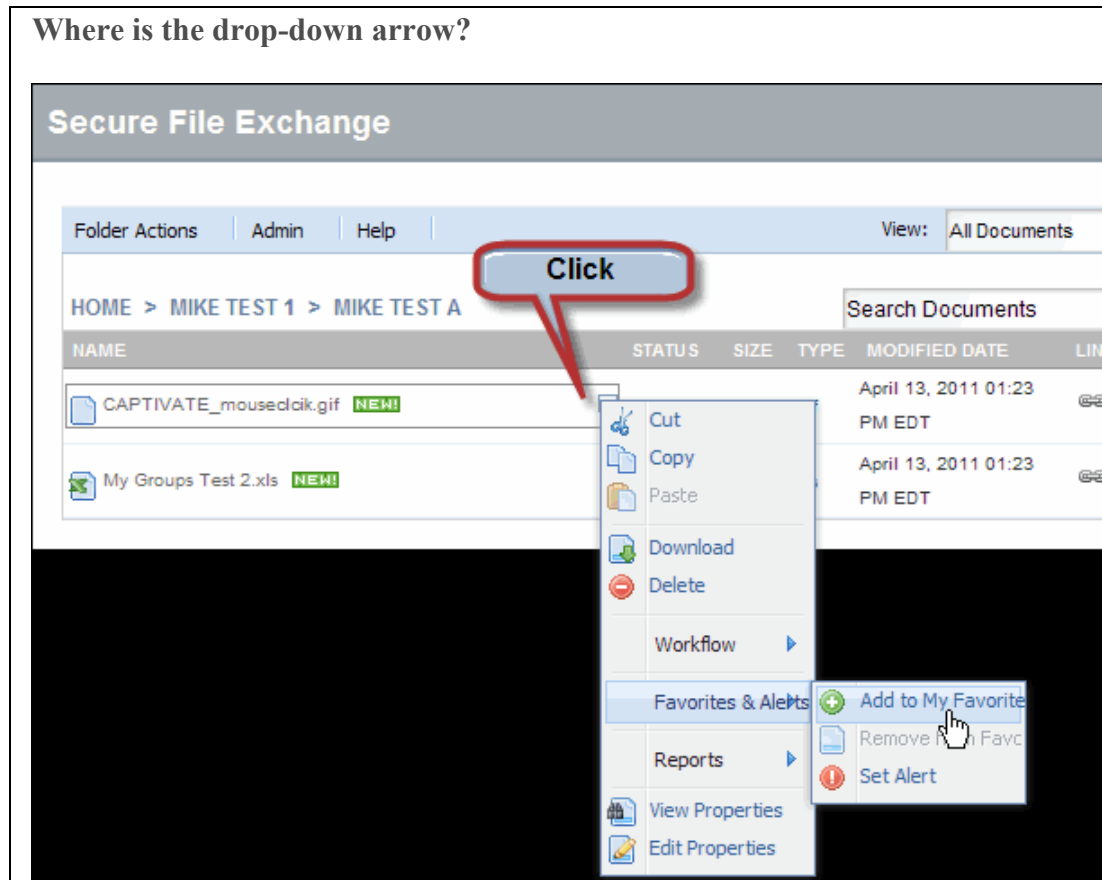 Where is the drop-down arrow?
Secure File Exchange
Folder Actions Admin Help View: All Documents
Click
HOME > MIKE TEST 1 > MIKE TEST A Search Documents
NAME STATUS SIZE TYPE MODIFIED DATE LIN
CAPTIVATE_mouseclcik.gif NEW! April 13, 2011 01:23
PM EDT
My Groups Test 2.xls NEW! April 13, 2011 01:23
PM EDT
Cut
Copy
Paste
Download
Delete
Workflow
Favorites & Alerts
Add to My Favorite
Remove Favc
Set Alert
Reports
View Properties
Edit Properties